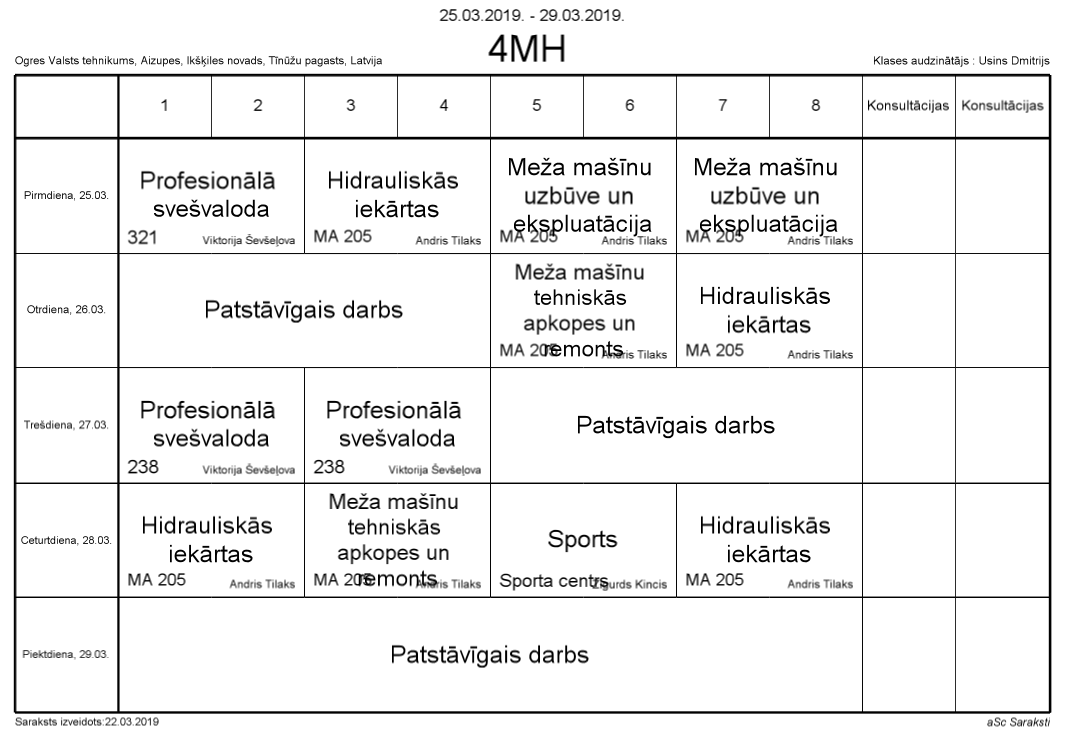 25.03.2019. - 29.03.2019.
4MH
Ogres Valsts tehnikums, Aizupes, Ikšķiles novads, Tīnūžu pagasts, Latvija
Klases audzinātājs : Usins Dmitrijs
1 2 3 4 5 6 7 8 Konsultācijas Konsultācijas
Pirmdiena, 25.03.
Profesionālā
svešvaloda
321 Viktorija Ševšeļova
Hidrauliskās
iekārtas
MA 205 Andris Tilaks
Meža mašīnu
uzbūve un
ekspluatācija
MA 205 Andris Tilaks
Meža mašīnu
uzbūve un
ekspluatācija
MA 205 Andris Tilaks
Otrdiena, 26.03.
Patstāvīgais darbs
Meža mašīnu
tehniskās
apkopes un
remonts
MA 205 Andris Tilaks
Hidrauliskās
iekārtas
MA 205 Andris Tilaks
Trešdiena, 27.03.
Profesionālā
svešvaloda
238 Viktorija Ševšeļova
Profesionālā
svešvaloda
238 Viktorija Ševšeļova
Patstāvīgais darbs
Ceturtdiena, 28.03.
Hidrauliskās
iekārtas
MA 205 Andris Tilaks
Meža mašīnu
tehniskās
apkopes un
remonts
MA 205 Andris Tilaks
Sports
Sporta centrs Zigurds Kincis
Hidrauliskās
iekārtas
MA 205 Andris Tilaks
Piektdiena, 29.03.
Patstāvīgais darbs
Saraksts izveidots:22.03.2019
aSc Saraksti